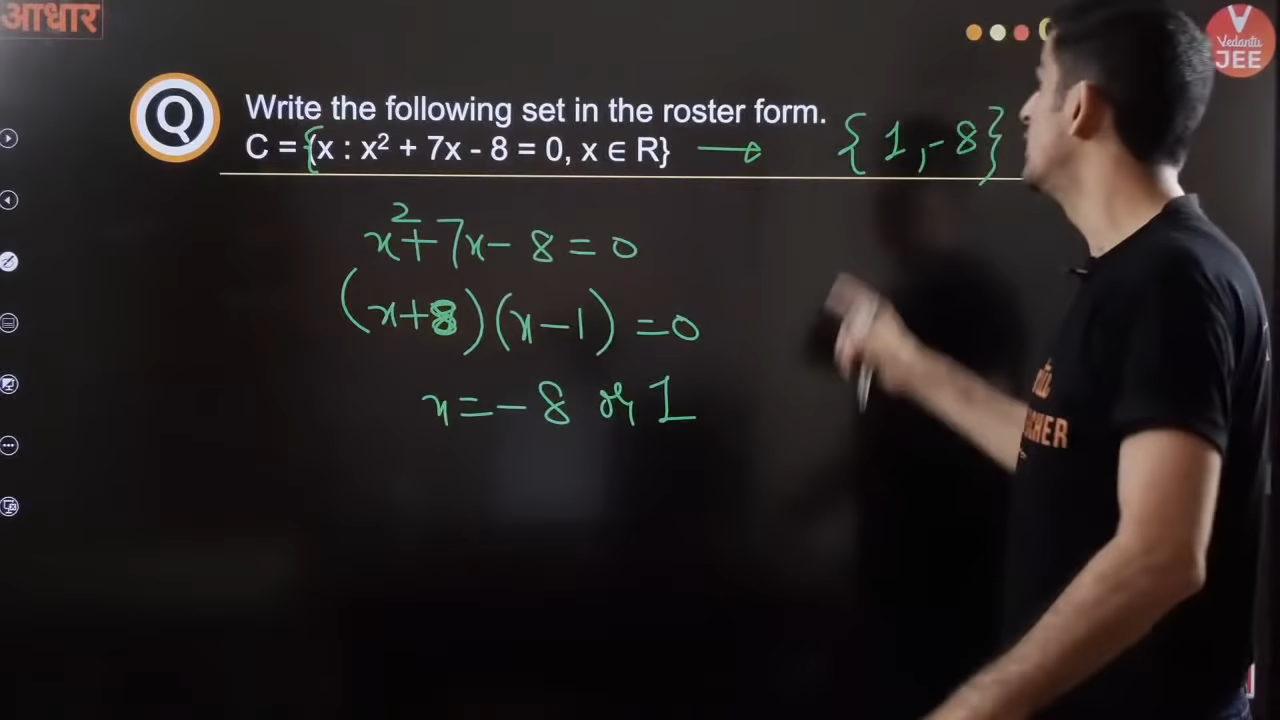 आधार
Vedantu
JEE
Q
Write the following set in the roster form.
C = {x : x² + 7x - 8 = 0, x ∈ R} → {1, -8}
x² + 7x - 8 = 0
(x+8)(x-1) = 0
x = -8 or 1